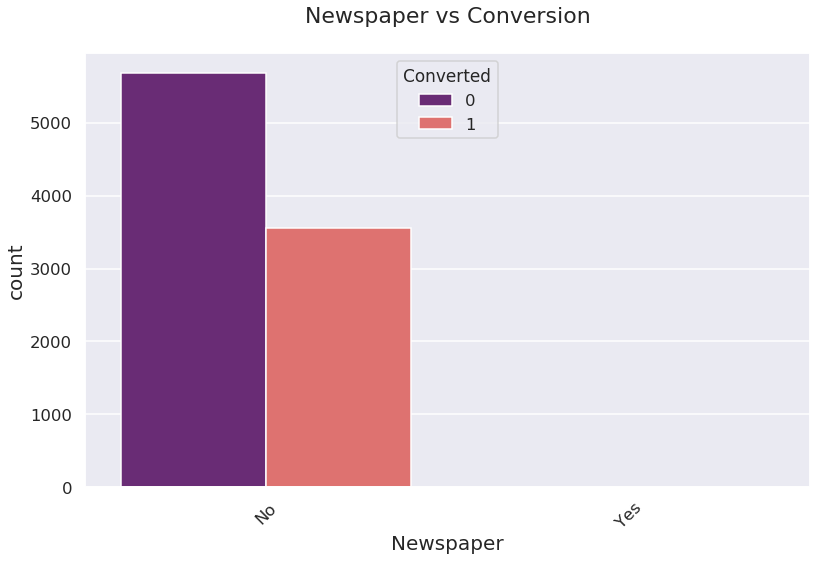 Newspaper vs Conversion
Converted
0
1
count
5000
4000
3000
2000
1000
0
No
Yes
Newspaper